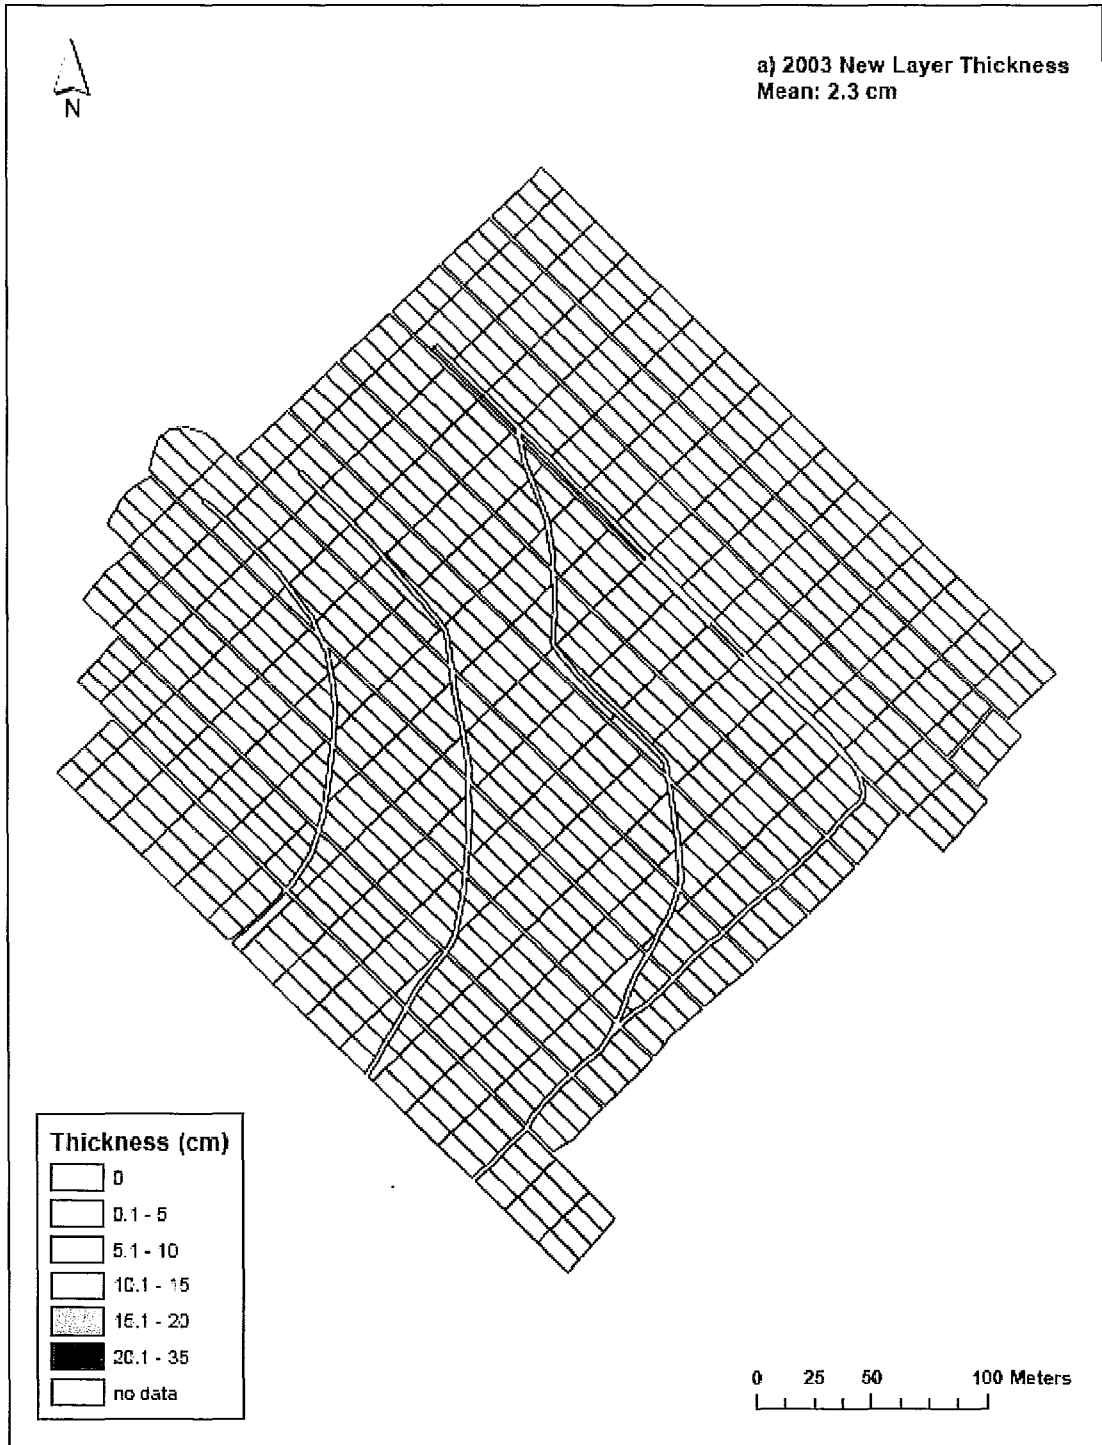 N
a) 2003 New Layer Thickness
Mean: 2.3 cm
Thickness (cm)
0
0.1 - 5
5.1 - 10
10.1 - 15
15.1 - 20
20.1 - 35
no data
0 25 50 100 Meters